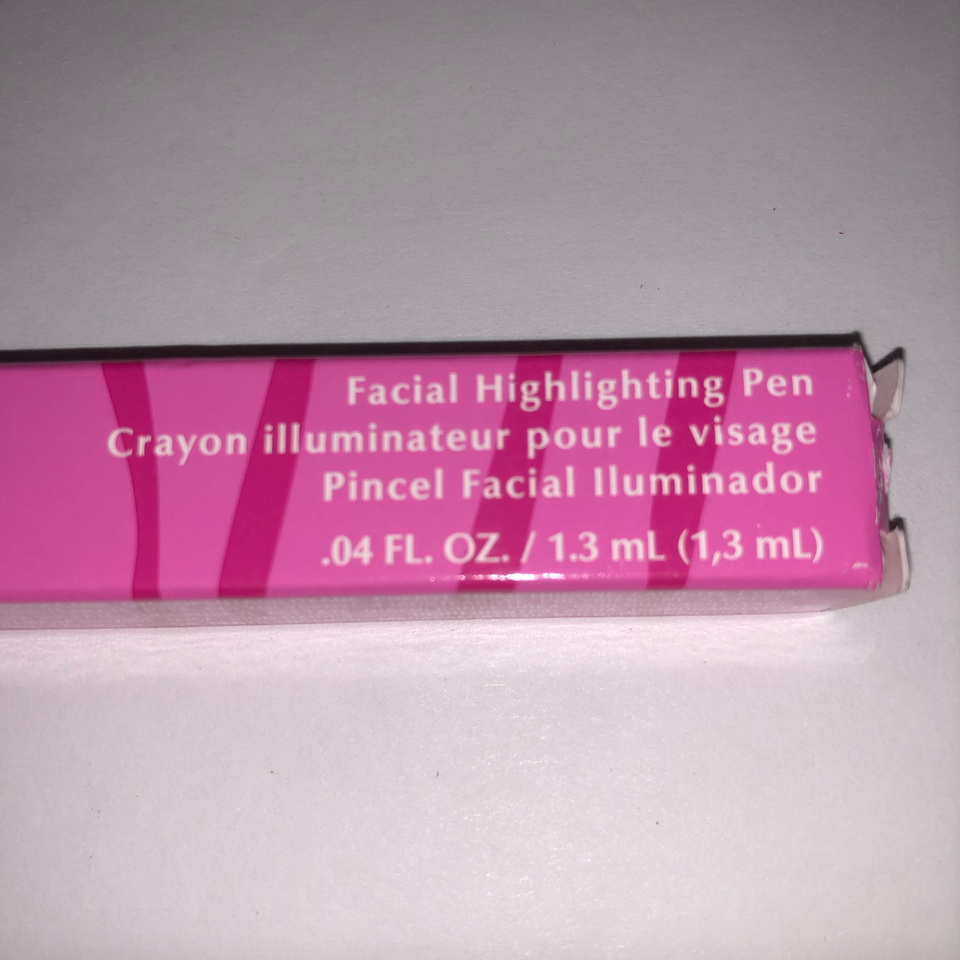 Facial Highlighting Pen
Crayon illuminateur pour le visage
Pincel Facial Iluminador
.04 FL. OZ. / 1.3 mL (1,3 mL)